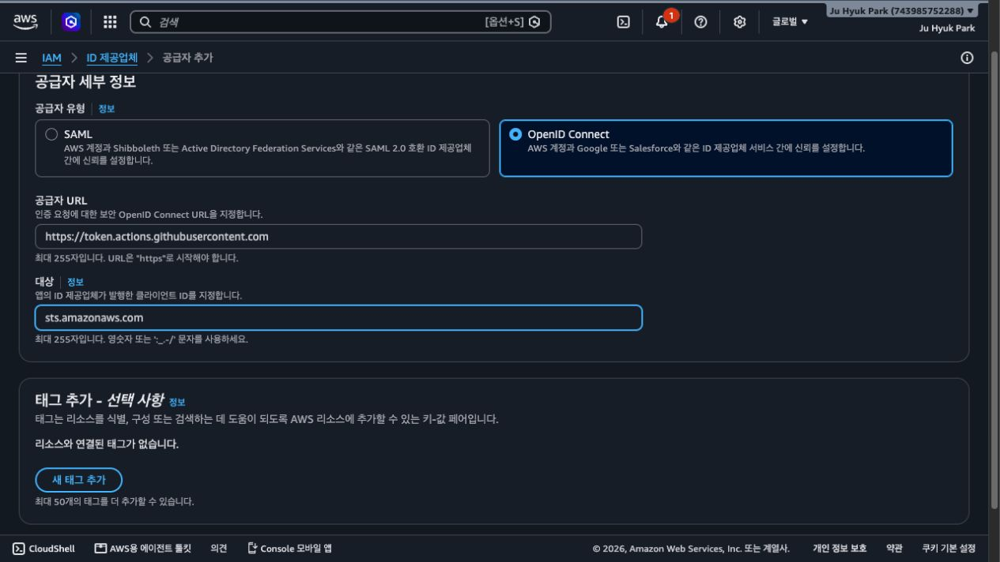 aws
검색
[옵션+S]
1
글로벌 ▼
Ju Hyuk Park (743985752288) ▼
Ju Hyuk Park
IAM > ID 제공업체 > 공급자 추가
공급자 세부 정보
공급자 유형 | 정보
SAML
AWS 계정과 Shibboleth 또는 Active Directory Federation Services와 같은 SAML 2.0 호환 ID 제공업체
간에 신뢰를 설정합니다.
OpenID Connect
AWS 계정과 Google 또는 Salesforce와 같은 ID 제공업체 서비스 간에 신뢰를 설정합니다.
공급자 URL
인증 요청에 대한 보안 OpenID Connect URL을 지정합니다.
https://token.actions.githubusercontent.com
최대 255자입니다. URL은 "https"로 시작해야 합니다.
대상 | 정보
앱의 ID 제공업체가 발행한 클라이언트 ID를 지정합니다.
sts.amazonaws.com
최대 255자입니다. 영숫자 또는 ':_.-/' 문자를 사용하세요.
태그 추가 - 선택 사항 정보
태그는 리소스를 식별, 구성 또는 검색하는 데 도움이 되도록 AWS 리소스에 추가할 수 있는 키-값 페어입니다.
리소스와 연결된 태그가 없습니다.
새 태그 추가
최대 50개의 태그를 더 추가할 수 있습니다.
CloudShell
AWS용 에이전트 툴킷
의견
Console 모바일 앱
© 2026, Amazon Web Services, Inc. 또는 계열사.
개인 정보 보호
약관
쿠키 기본 설정